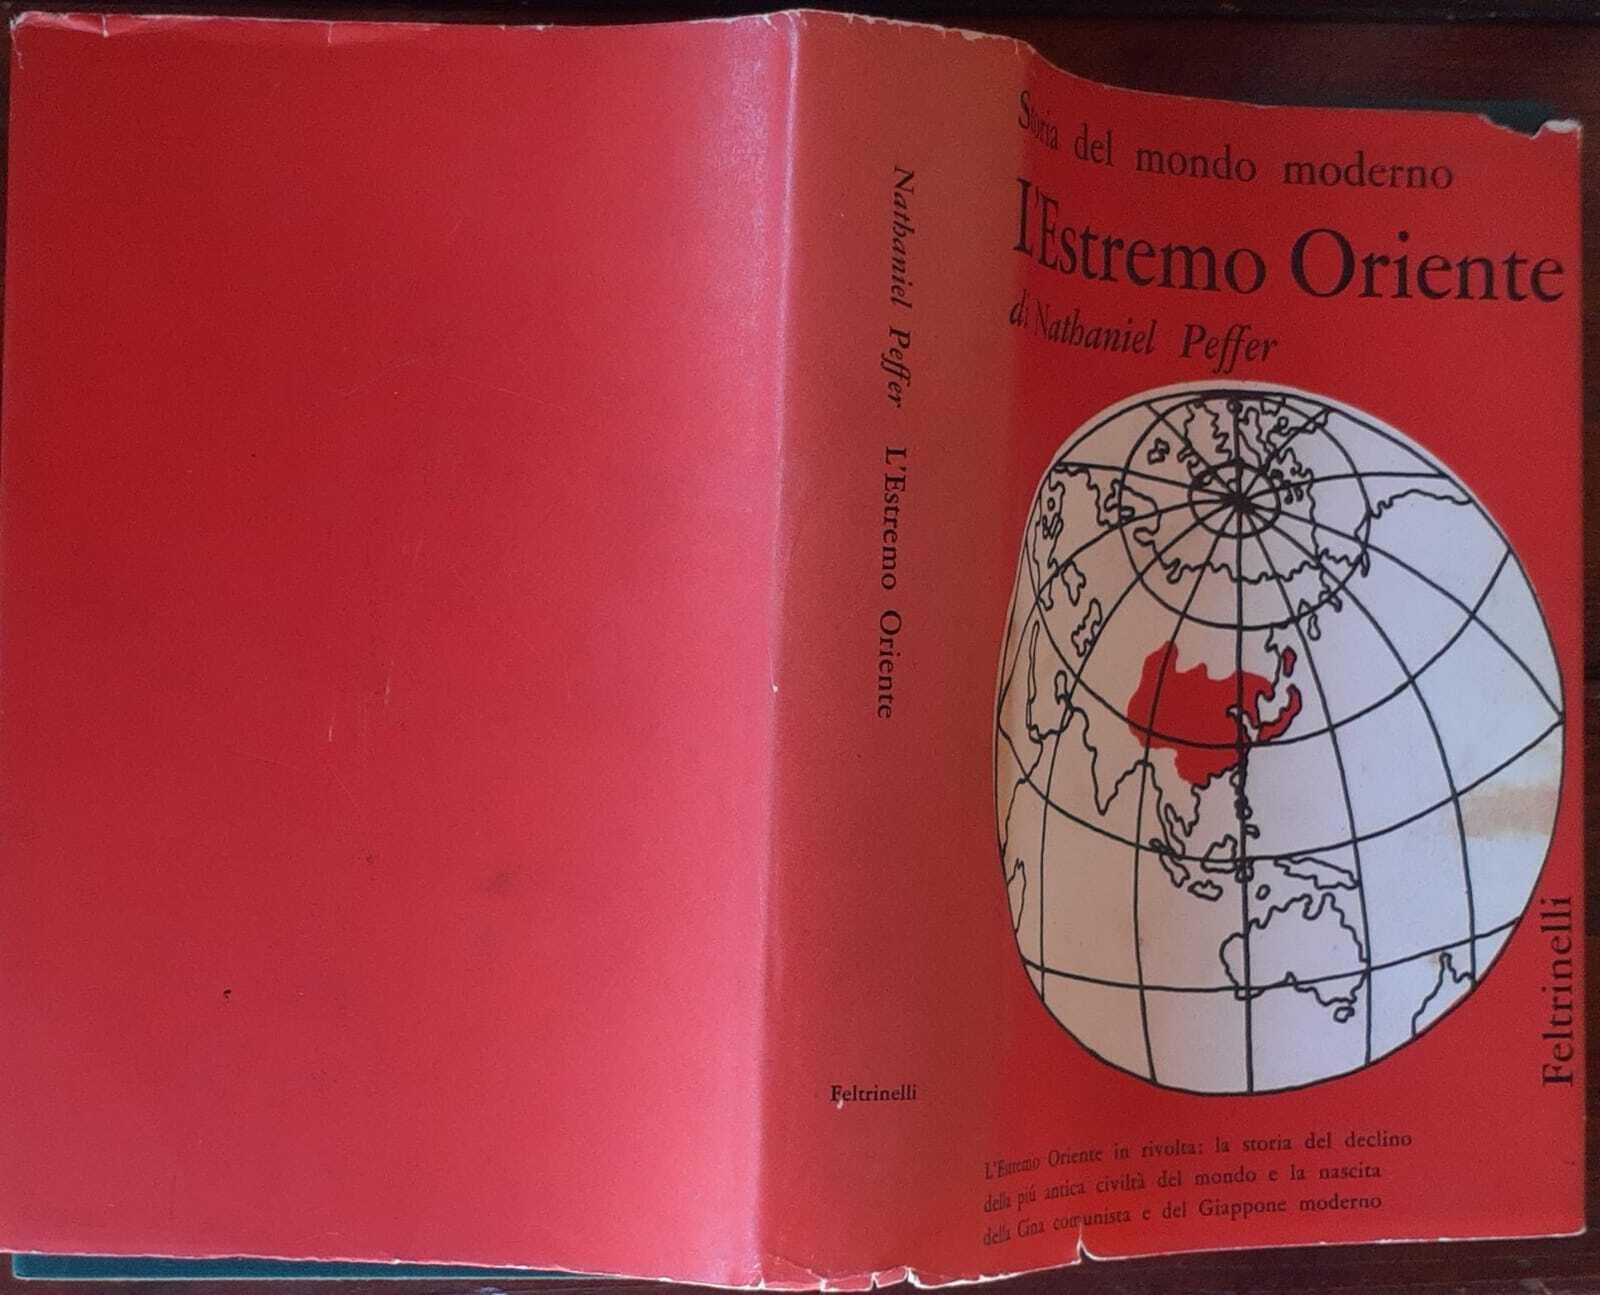 Storia del mondo moderno
L'Estremo Oriente
di Nathaniel Peffer
Feltrinelli
L'Estremo Oriente in rivolta: la storia del declino
della piú antica civiltà del mondo e la nascita
della Cina comunista e del Giappone moderno
Nathaniel Peffer L'Estremo Oriente
Feltrinelli